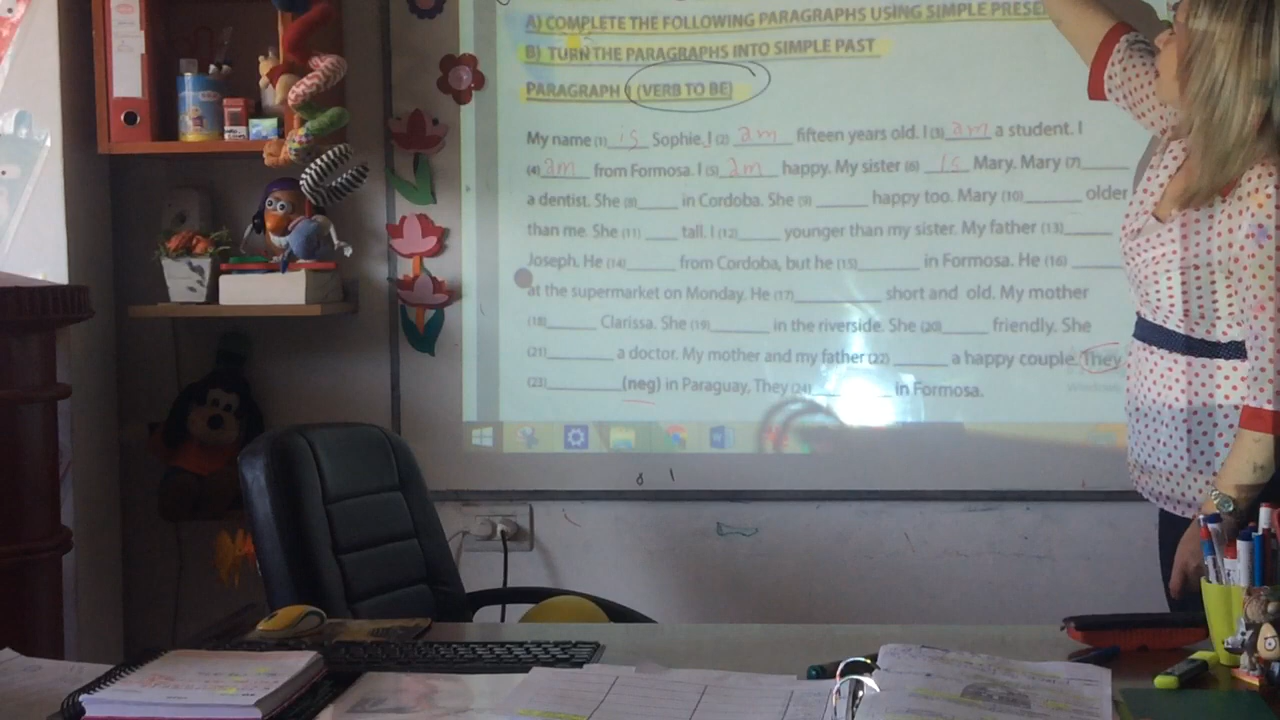 A) COMPLETE THE FOLLOWING PARAGRAPHS USING SIMPLE PRESE
B) TURN THE PARAGRAPHS INTO SIMPLE PAST
PARAGRAPH (VERB TO BE)
My name (1) is Sophie. I (2) am fifteen years old. I (3) am a student. I
(4) am from Formosa. I (5) am happy. My sister (6) is Mary. Mary (7)______
a dentist. She (8)______ in Cordoba. She (9) _______ happy too. Mary (10)_______ older
than me. She (11) ____ tall. I (12)_____ younger than my sister. My father (13)______
Joseph. He (14)______ from Cordoba, but he (15)________ in Formosa. He (16) ______
at the supermarket on Monday. He (17)___________ short and old. My mother
(18)______ Clarissa. She (19)_______ in the riverside. She (20)_____ friendly. She
(21)________ a doctor. My mother and my father (22) _______ a happy couple. They
(23)_________ (neg) in Paraguay. They (24)__________ in Formosa.